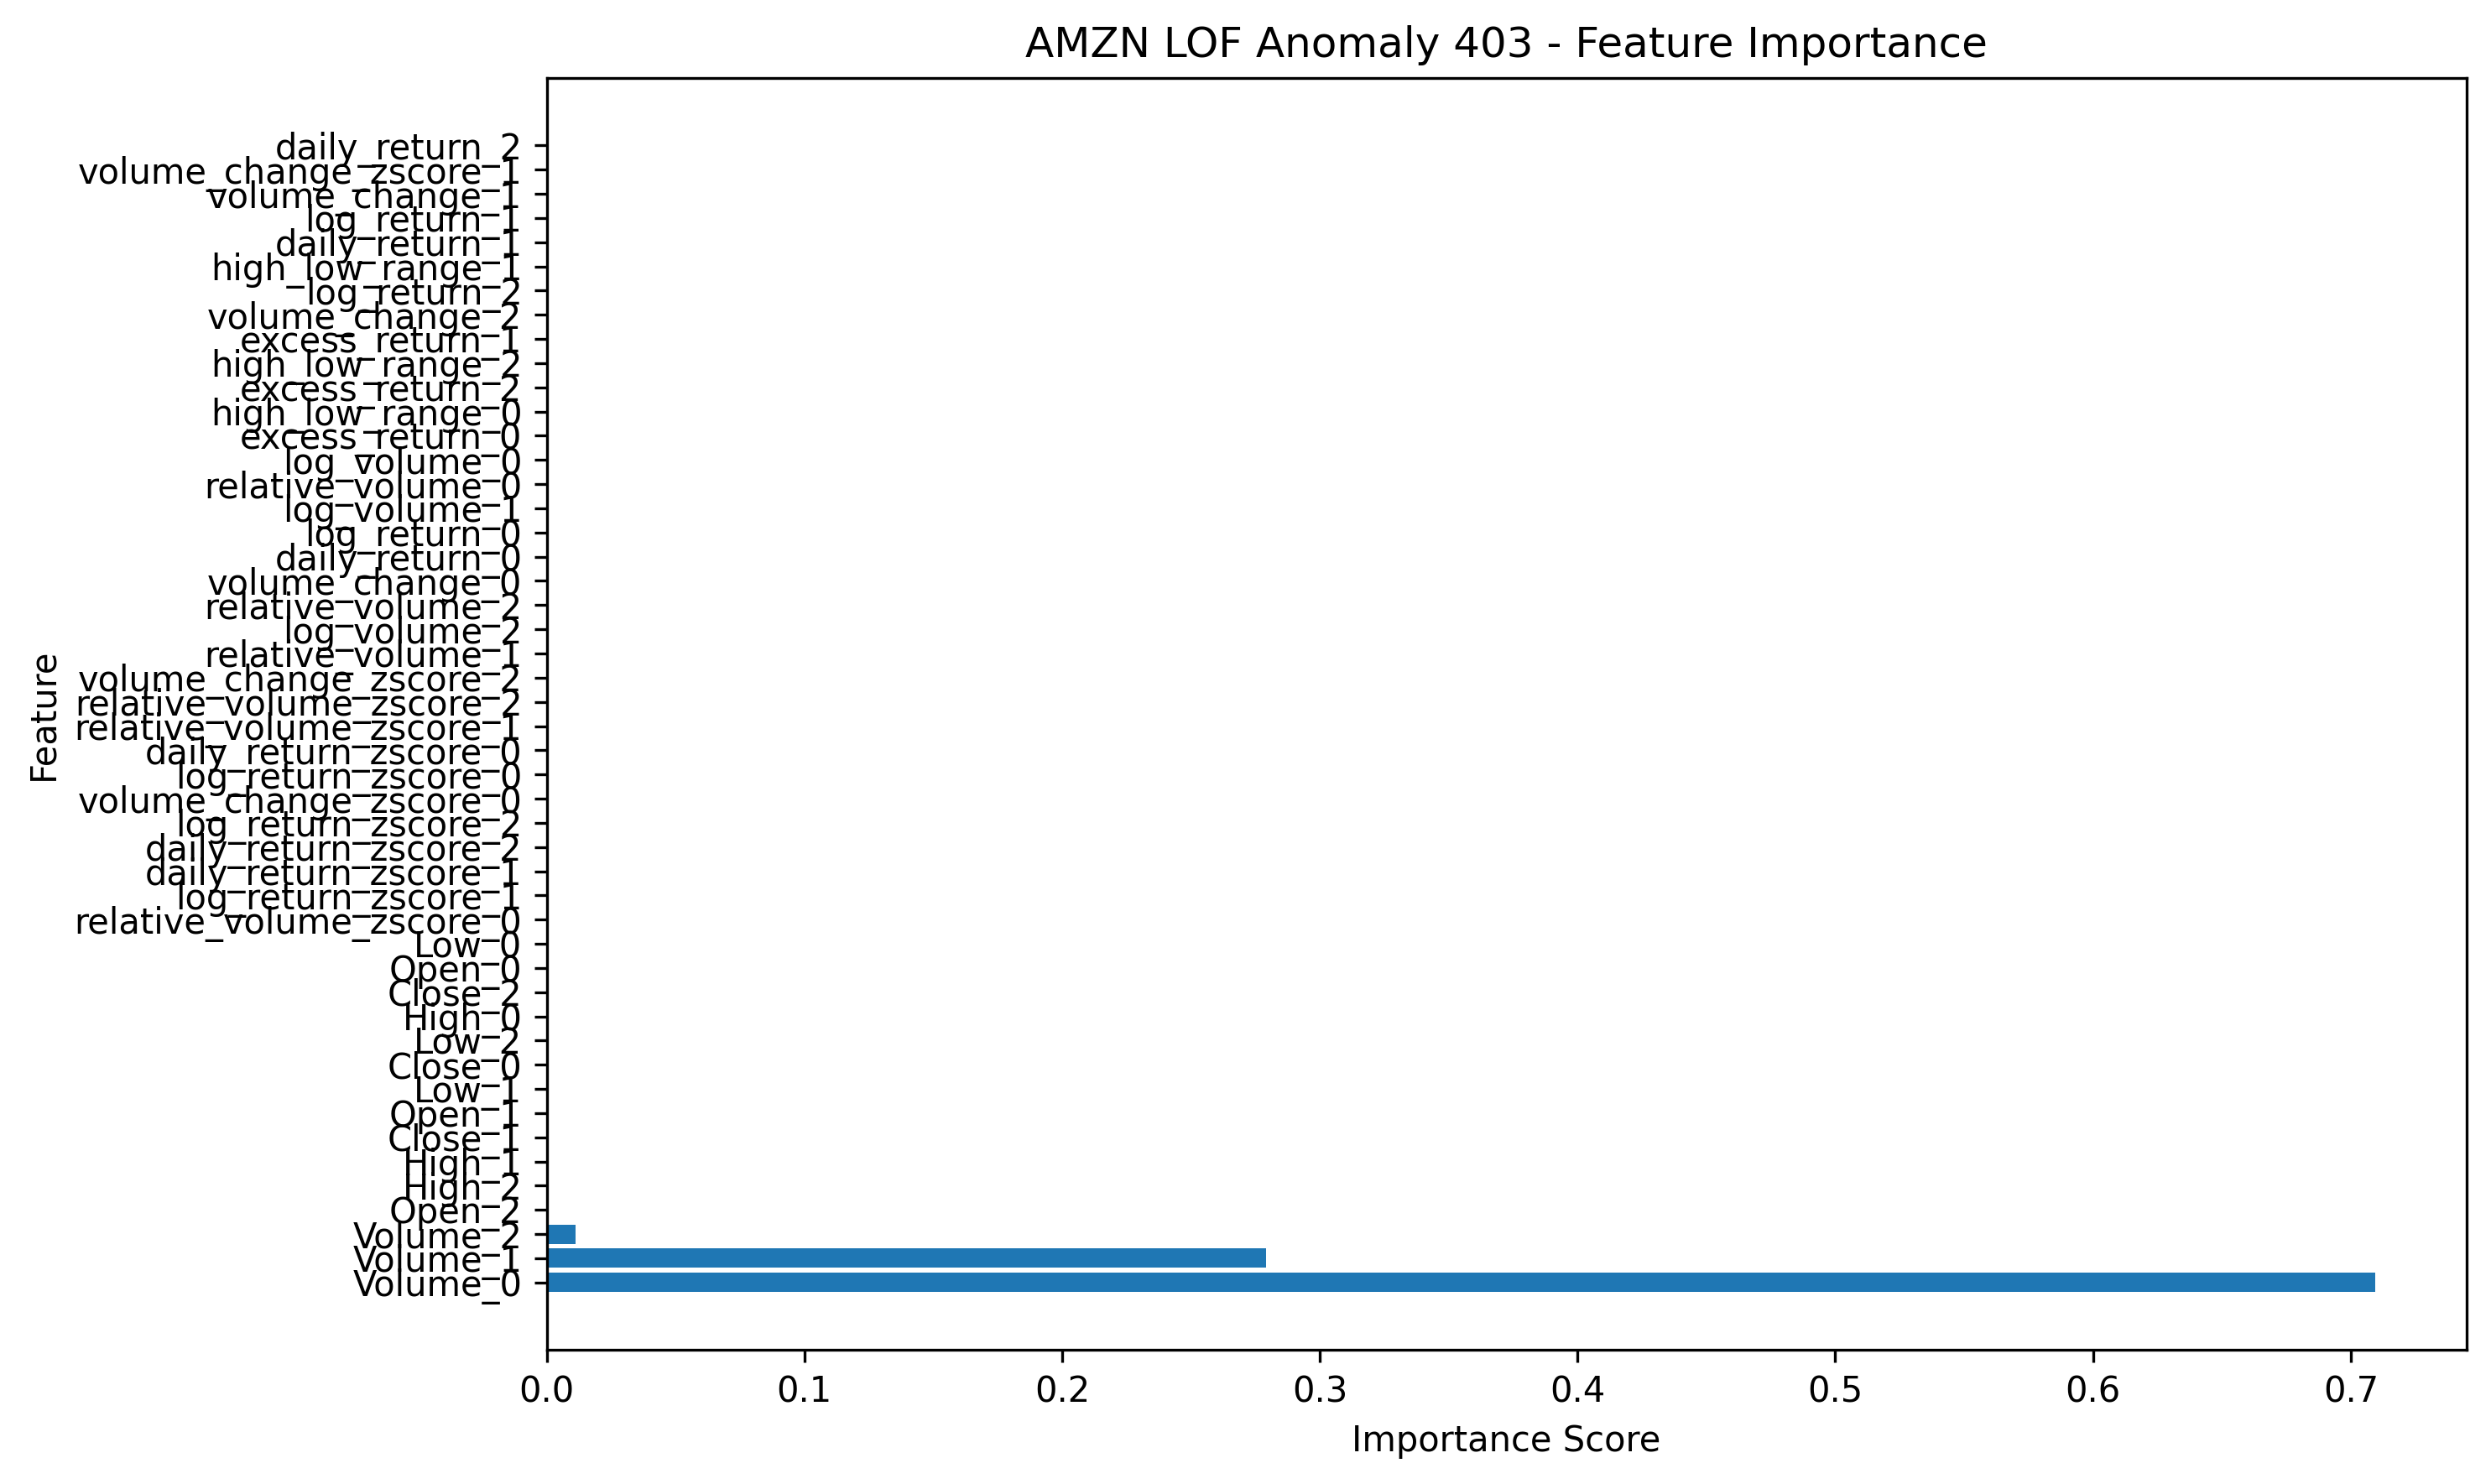 AMZN LOF Anomaly 403 - Feature Importance
daily_return_2
volume_change_zscore_1
volume_change_1
log_return_1
daily_return_1
high_low_range_1
log_return_2
volume_change_2
excess_return_1
high_low_range_2
excess_return_2
high_low_range_0
excess_return_0
log_volume_0
relative_volume_0
log_volume_1
log_return_0
daily_return_0
volume_change_0
relative_volume_2
log_volume_2
relative_volume_1
volume_change_zscore_2
relative_volume_zscore_2
relative_volume_zscore_1
daily_return_zscore_0
log_return_zscore_0
volume_change_zscore_0
log_return_zscore_2
daily_return_zscore_2
daily_return_zscore_1
log_return_zscore_1
relative_volume_zscore_0
Low_0
Open_0
Close_2
High_0
Low_2
Close_0
Low_1
Open_1
Close_1
High_1
High_2
Open_2
Volume_2
Volume_1
Volume_0
Feature
0.0 0.1 0.2 0.3 0.4 0.5 0.6 0.7
Importance Score